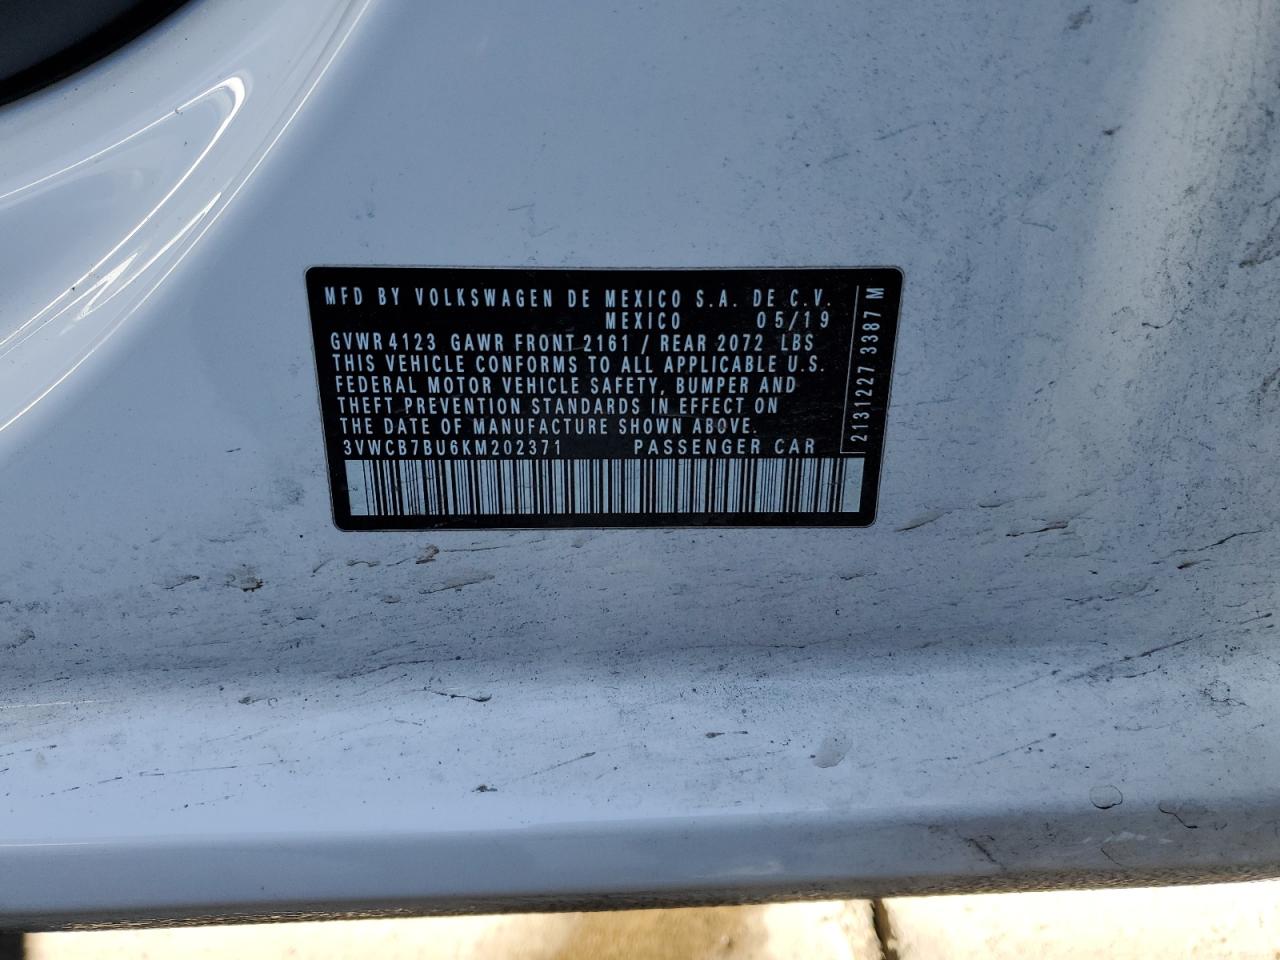 MFD BY VOLKSWAGEN DE MEXICO S.A. DE C.V.
MEXICO 05/19
GVWR 4123 GAWR FRONT 2161 / REAR 2072 LBS
THIS VEHICLE CONFORMS TO ALL APPLICABLE U.S.
FEDERAL MOTOR VEHICLE SAFETY, BUMPER AND
THEFT PREVENTION STANDARDS IN EFFECT ON
THE DATE OF MANUFACTURE SHOWN ABOVE.
3VWCB7BU6KM202371 PASSENGER CAR
2131227 3387 M